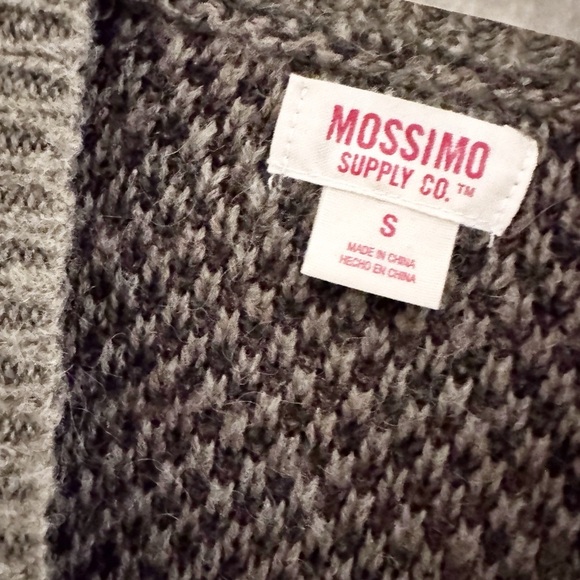 MOSSIMO
SUPPLY CO.™
S
MADE IN CHINA
HECHO EN CHINA